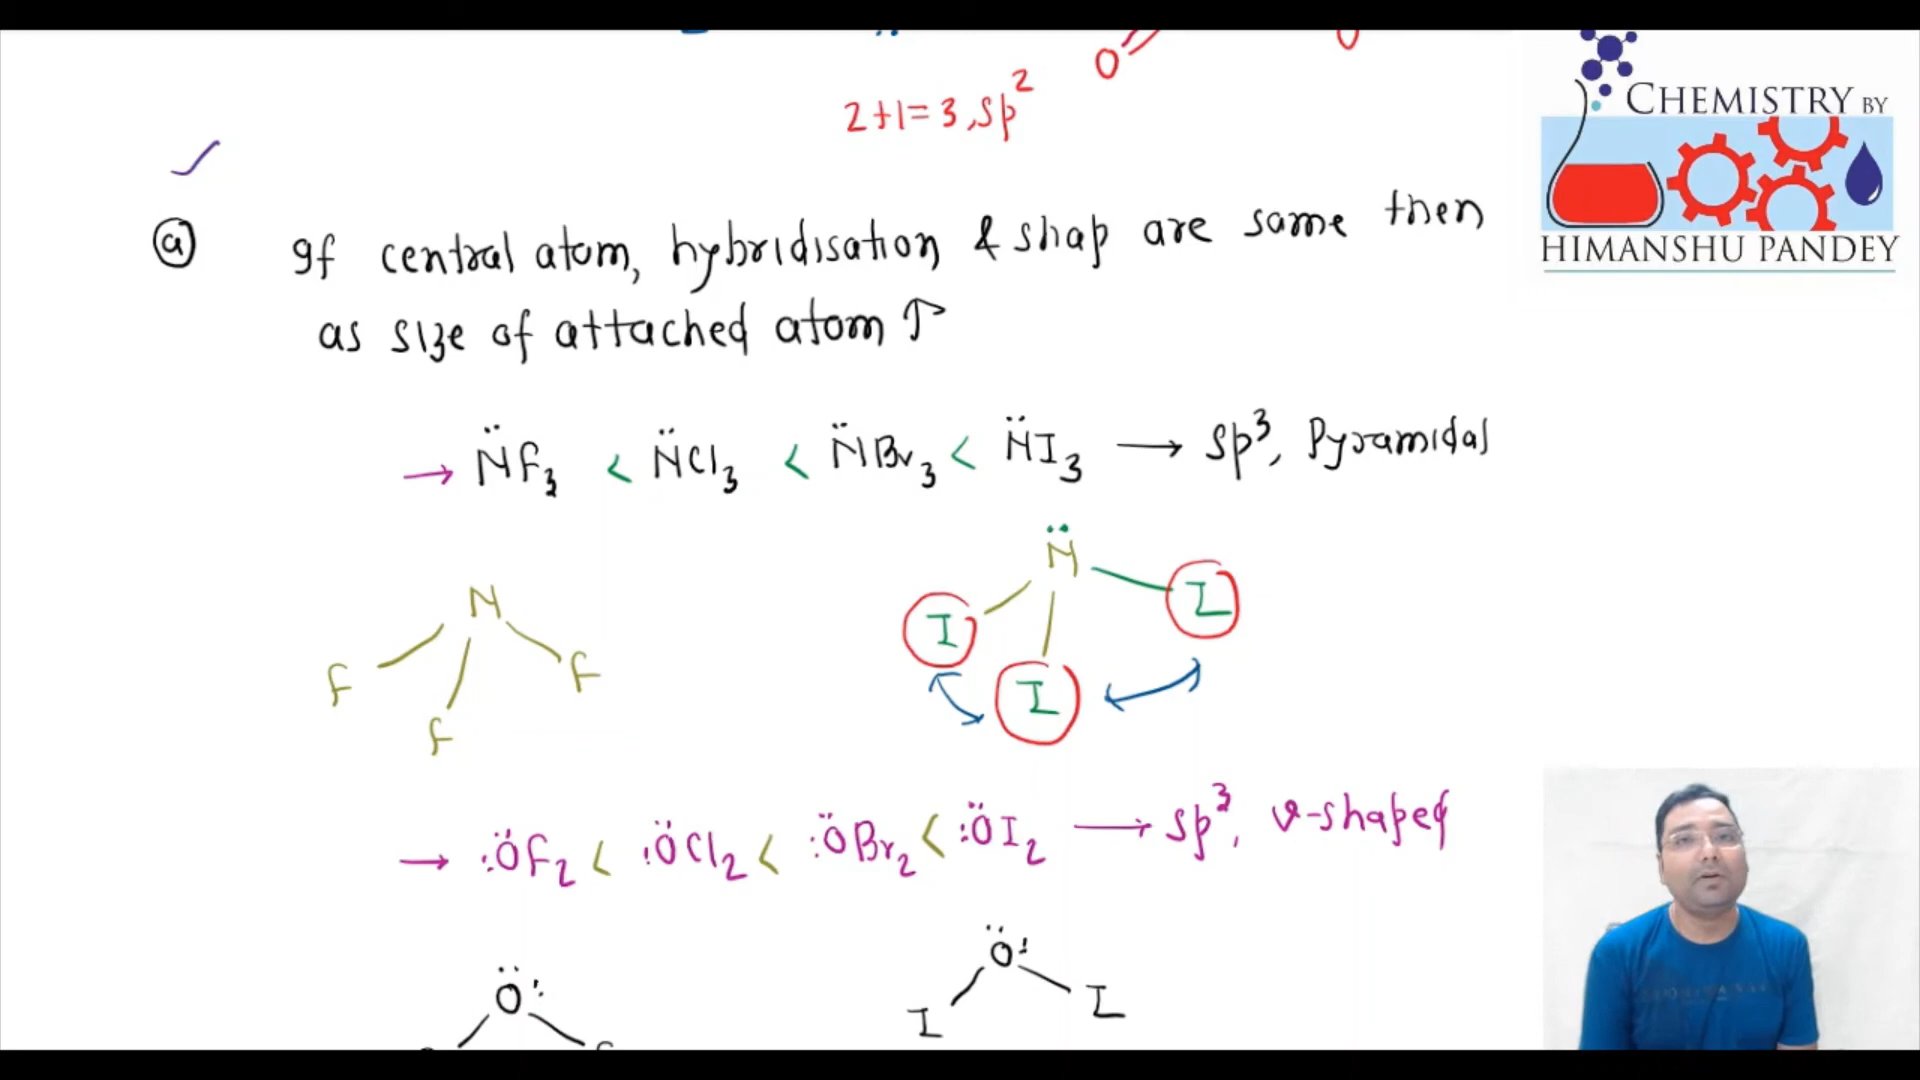 O O
2+1=3, sp²
CHEMISTRY BY
HIMANSHU PANDEY
(a) If central atom, hybridisation & shap are same then
as size of attached atom ↑
→ N̈F₃ < N̈Cl₃ < N̈Br₃ < N̈I₃ → sp³, Pyramidal
N
F F F
N
I I I
→ :ÖF₂ < :ÖCl₂ < :ÖBr₂ < :ÖI₂ → sp³, v-shaped
Ö:
Ö:
I I